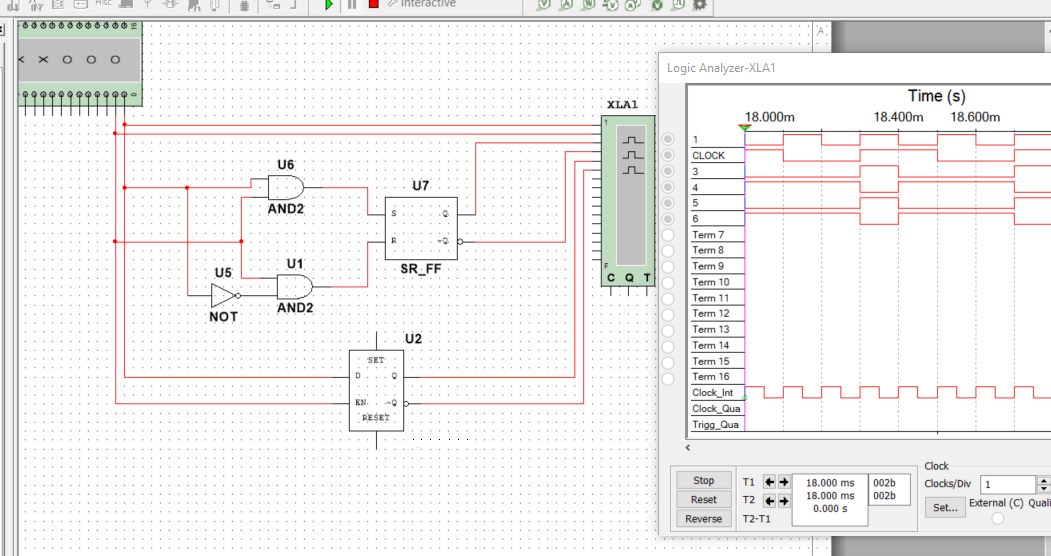 MISC
Interactive
A
XLA1
1
F
C Q T
U6
AND2
U7
S Q
R ~Q
SR_FF
U5
NOT
U1
AND2
U2
SET
D Q
EN ~Q
RESET
Logic Analyzer-XLA1
Time (s)
18.000m 18.400m 18.600m
1
CLOCK
3
4
5
6
Term 7
Term 8
Term 9
Term 10
Term 11
Term 12
Term 13
Term 14
Term 15
Term 16
Clock_Int
Clock_Qua
Trigg_Qua
Stop
Reset
Reverse
T1
T2
T2-T1
18.000 ms 002b
18.000 ms 002b
0.000 s
Clock
Clocks/Div 1
Set...
External (C) Quali